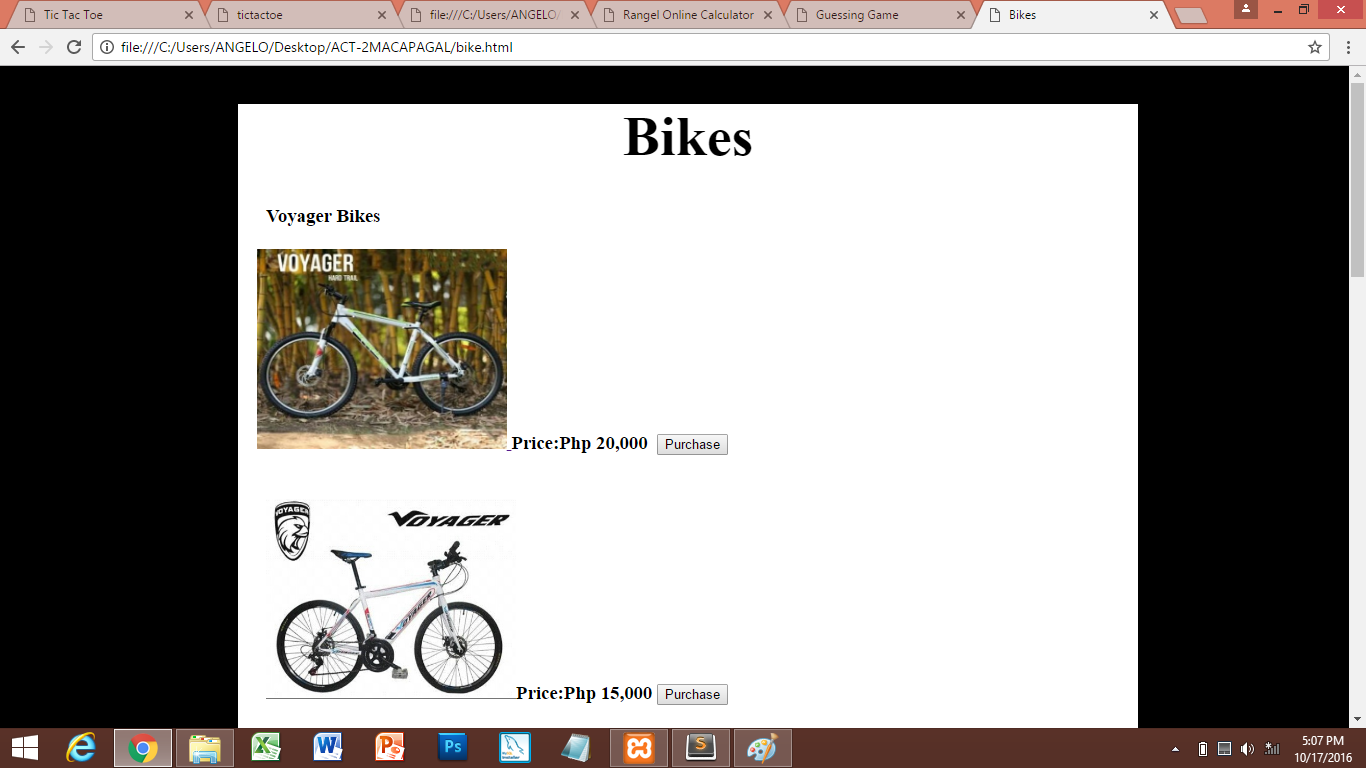 Tic Tac Toe
tictactoe
file:///C:/Users/ANGELO/
Rangel Online Calculator
Guessing Game
Bikes
file:///C:/Users/ANGELO/Desktop/ACT-2MACAPAGAL/bike.html
Bikes
Voyager Bikes
VOYAGER
HARD TRAIL
Price:Php 20,000 Purchase
VOYAGER
VOYAGER
VOYAGER
Price:Php 15,000 Purchase
5:07 PM
10/17/2016